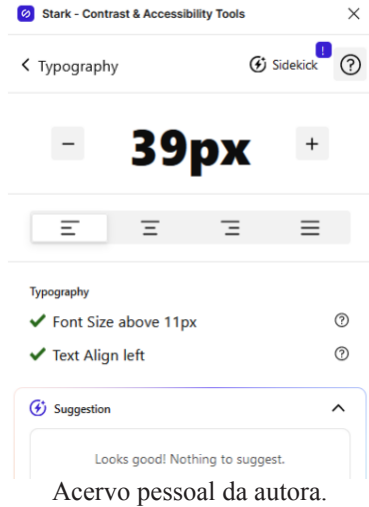 Stark - Contrast & Accessibility Tools
Typography
Sidekick
!
?
39px
Typography
Font Size above 11px
?
Text Align left
?
Suggestion
Looks good! Nothing to suggest.
Acervo pessoal da autora.